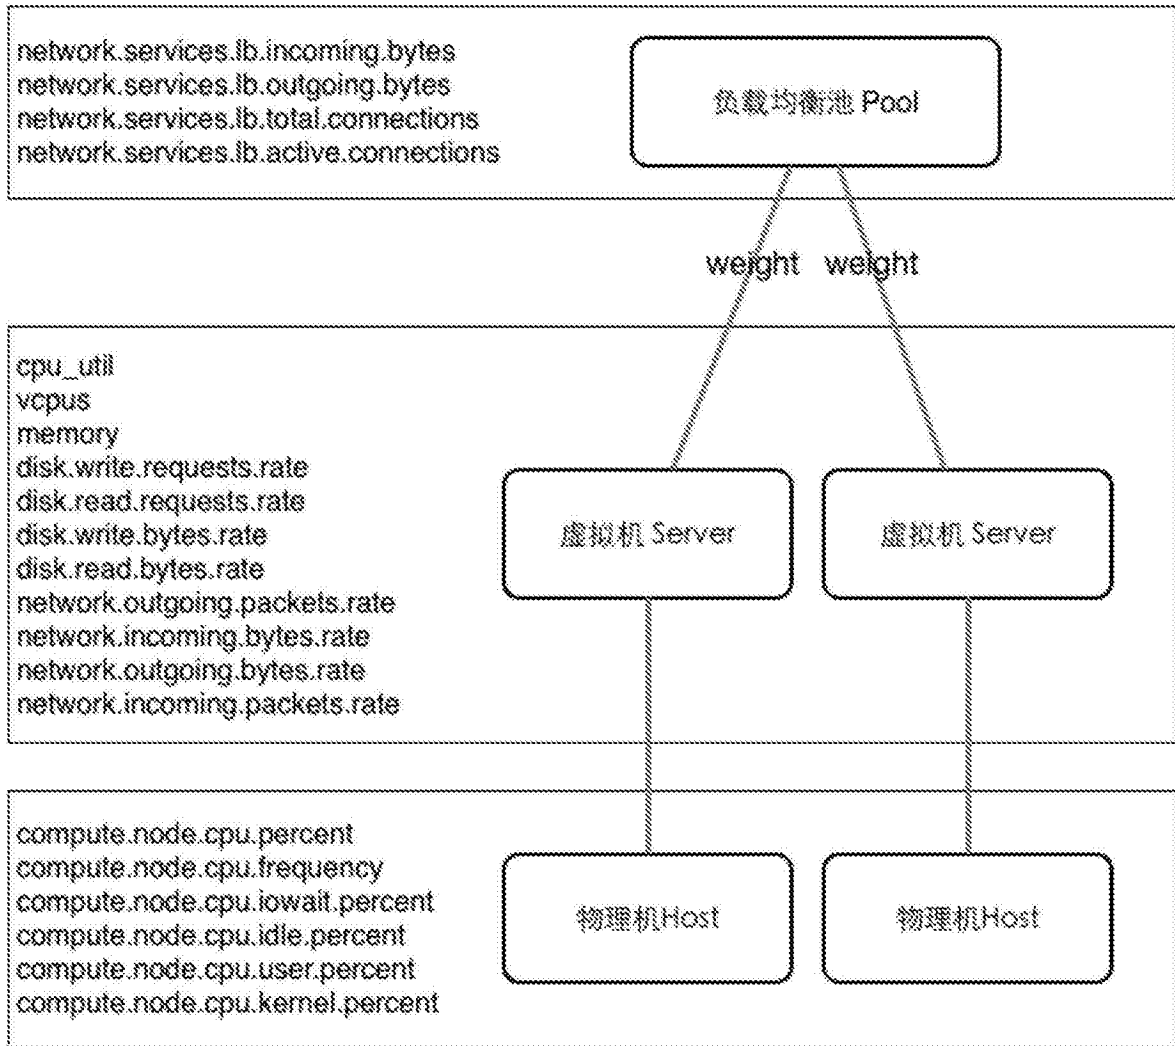 network.services.lb.incoming.bytes
network.services.lb.outgoing.bytes
network.services.lb.total.connections
network.services.lb.active.connections
负载均衡池 Pool
weight weight
cpu_util
vcpus
memory
disk.write.requests.rate
disk.read.requests.rate
disk.write.bytes.rate
disk.read.bytes.rate
network.outgoing.packets.rate
network.incoming.bytes.rate
network.outgoing.bytes.rate
network.incoming.packets.rate
虚拟机 Server
虚拟机 Server
compute.node.cpu.percent
compute.node.cpu.frequency
compute.node.cpu.iowait.percent
compute.node.cpu.idle.percent
compute.node.cpu.user.percent
compute.node.cpu.kernel.percent
物理机Host
物理机Host